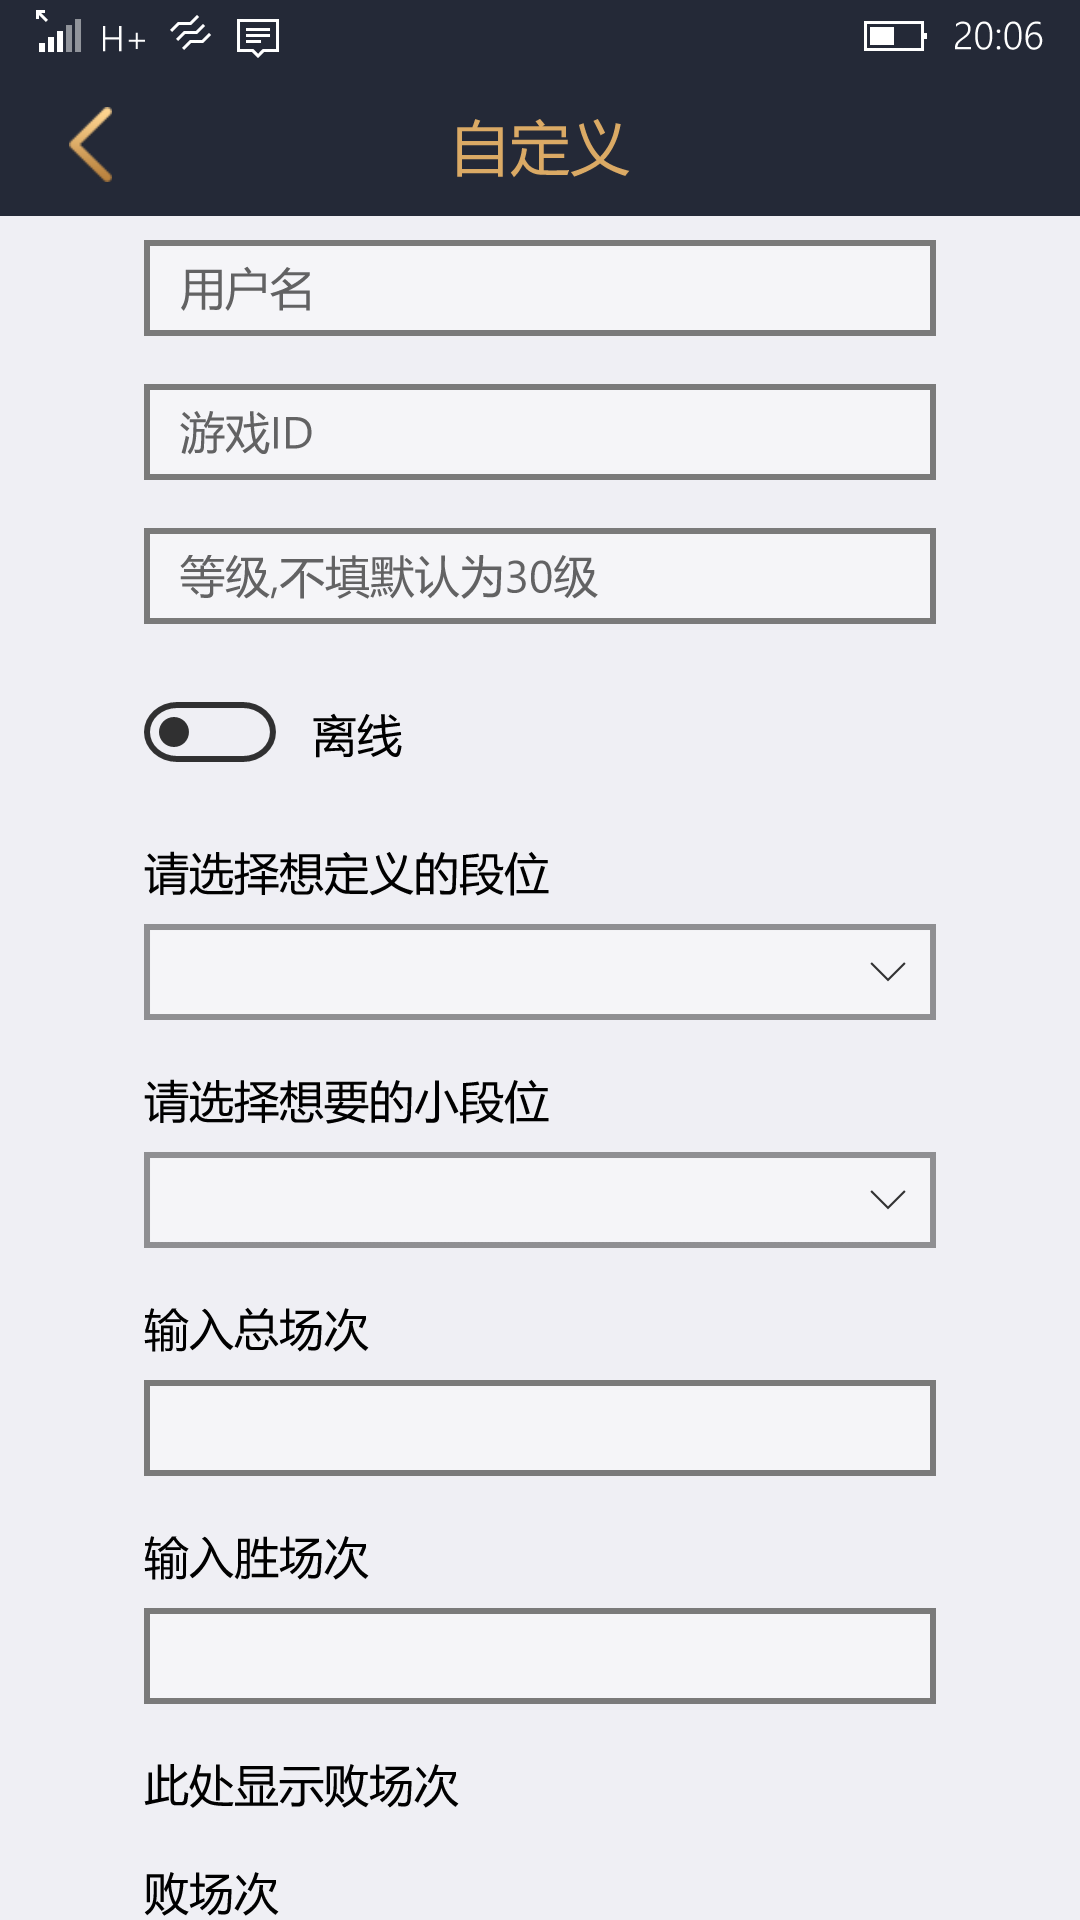 H+ 20:06
自定义
用户名
游戏ID
等级,不填默认为30级
离线
请选择想定义的段位
请选择想要的小段位
输入总场次
输入胜场次
此处显示败场次
败场次